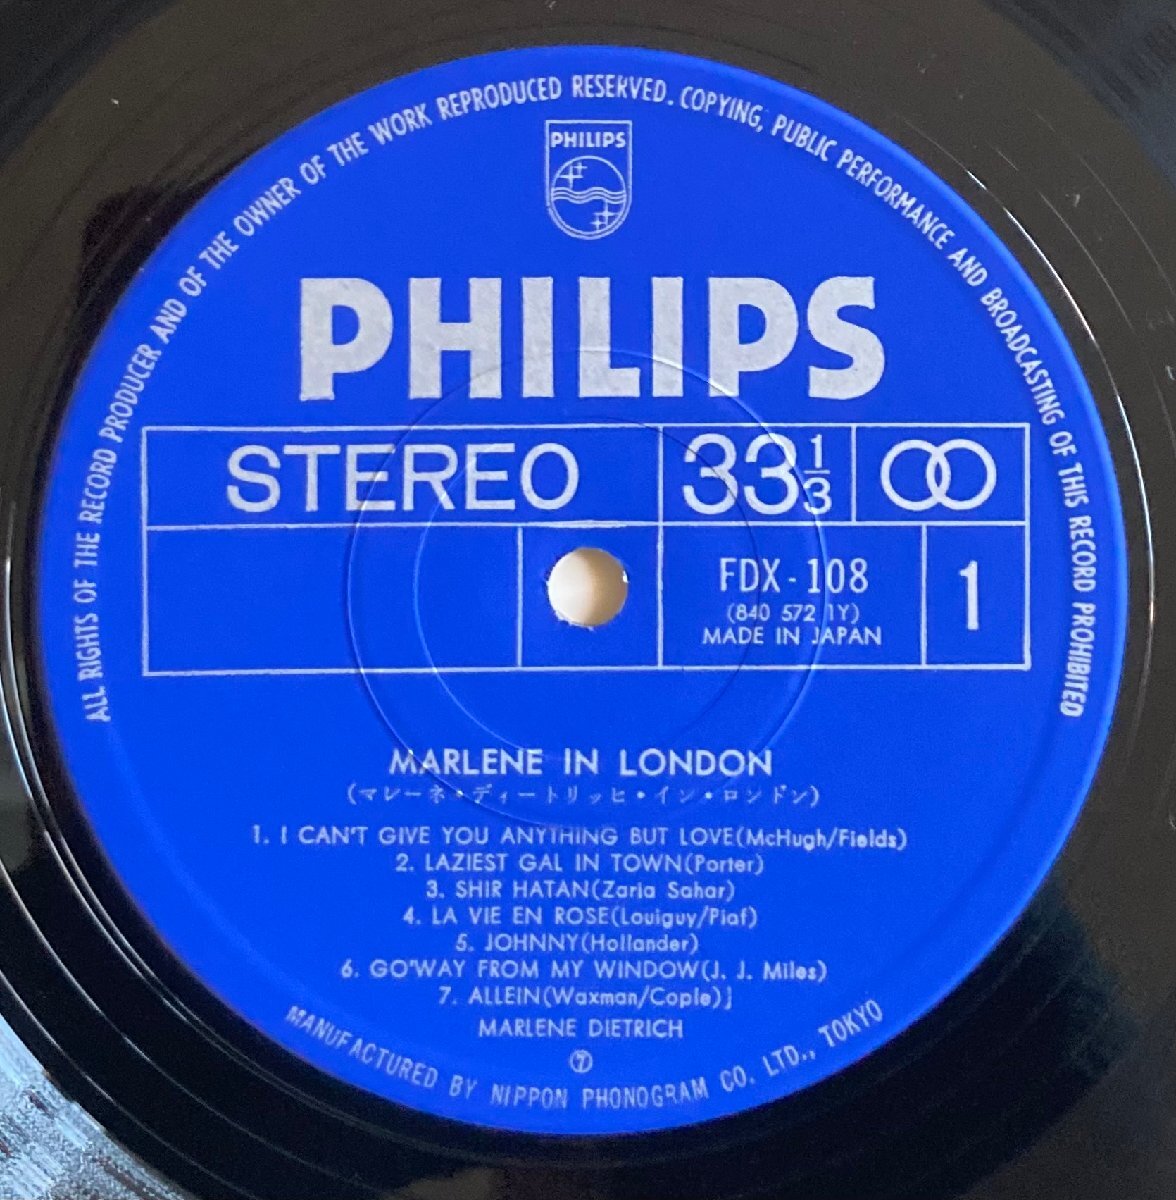 ALL RIGHTS OF THE RECORD PRODUCER AND OF THE OWNER OF THE WORK REPRODUCED RESERVED. COPYING, PUBLIC PERFORMANCE AND BROADCASTING OF THIS RECORD PROHIBITED
PHILIPS
PHILIPS
STEREO 33 1/3
FDX-108 1
(840 572 1Y)
MADE IN JAPAN
MARLENE IN LONDON
(マレーネ・ディートリッヒ・イン・ロンドン)
1. I CAN'T GIVE YOU ANYTHING BUT LOVE(McHugh/Fields)
2. LAZIEST GAL IN TOWN(Porter)
3. SHIR HATAN(Zaria Sahar)
4. LA VIE EN ROSE(Louiguy/Piaf)
5. JOHNNY(Hollander)
6. GO'WAY FROM MY WINDOW(J. J. Miles)
7. ALLEIN(Waxman/Cople)]
MARLENE DIETRICH
⑦
MANUFACTURED BY NIPPON PHONOGRAM CO. LTD., TOKYO